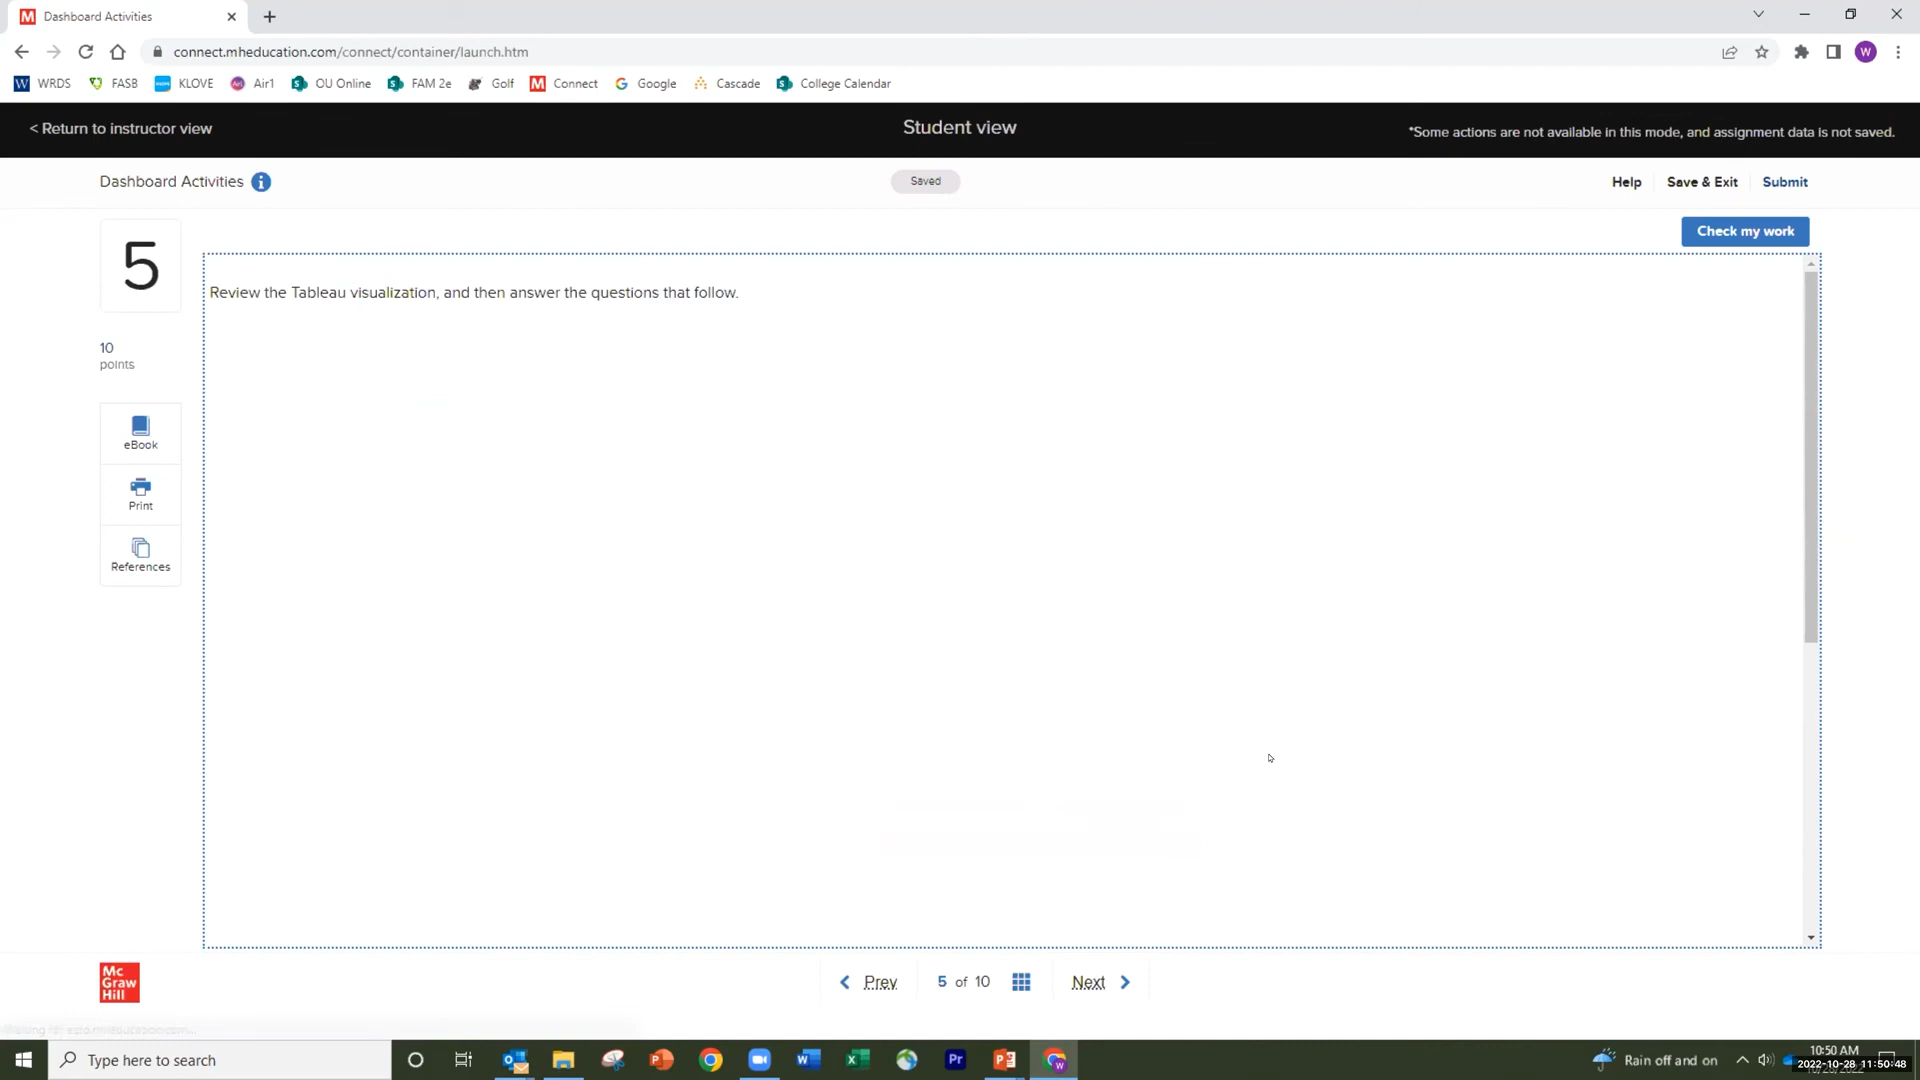 Dashboard Activities
connect.mheducation.com/connect/container/launch.htm
W
WRDS
FASB
KLOVE
Air1
OU Online
FAM 2e
Golf
Connect
Google
Cascade
College Calendar
< Return to instructor view
Student view
*Some actions are not available in this mode, and assignment data is not saved.
Dashboard Activities
Saved
Help
Save & Exit
Submit
5
Check my work
Review the Tableau visualization, and then answer the questions that follow.
10
points
eBook
Print
References
Mc
Graw
Hill
Prev
5 of 10
Next
Type here to search
Rain off and on
10:50 AM
2022-10-28 11:50:48